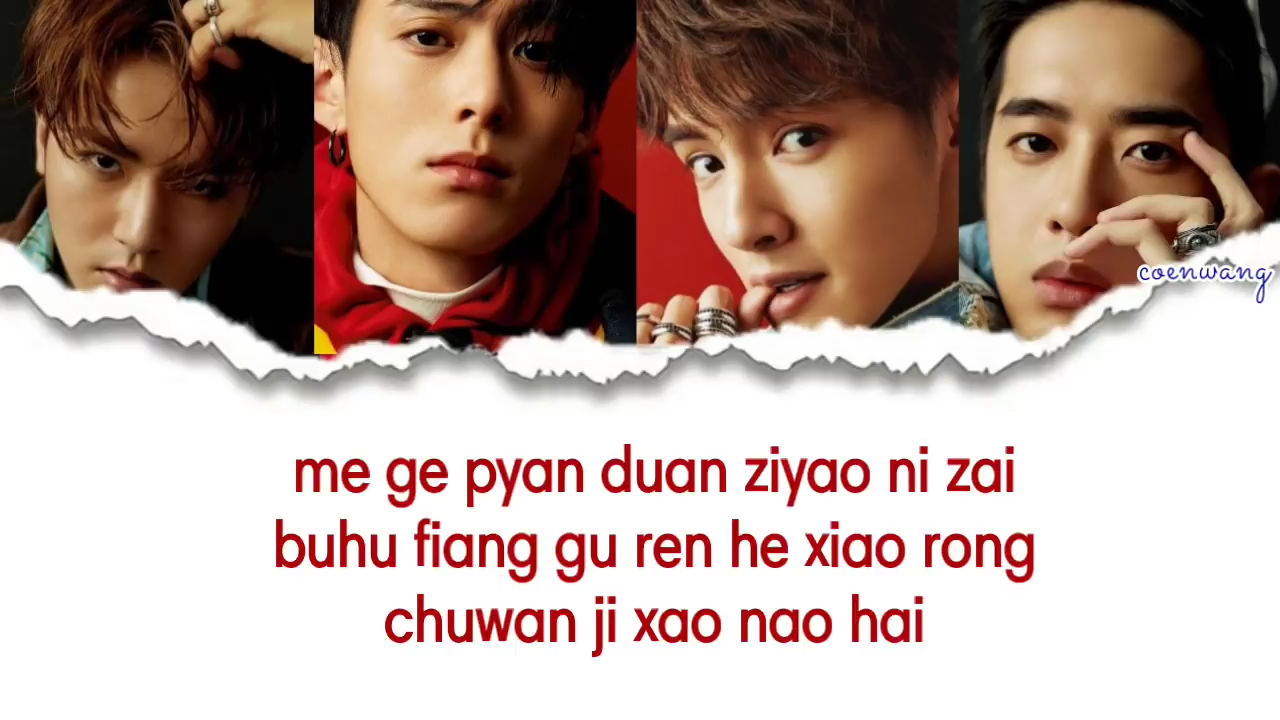 coenwang
me ge pyan duan ziyao ni zai
buhu fiang gu ren he xiao rong
chuwan ji xao nao hai